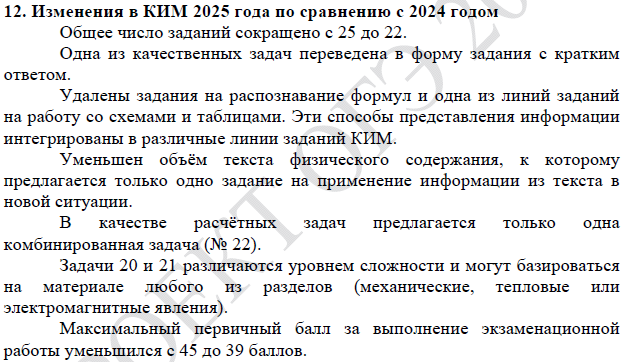 12. Изменения в КИМ 2025 года по сравнению с 2024 годом
Общее число заданий сокращено с 25 до 22.
Одна из качественных задач переведена в форму задания с кратким
ответом.
Удалены задания на распознавание формул и одна из линий заданий
на работу со схемами и таблицами. Эти способы представления информации
интегрированы в различные линии заданий КИМ.
Уменьшен объём текста физического содержания, к которому
предлагается только одно задание на применение информации из текста в
новой ситуации.
В качестве расчётных задач предлагается только одна
комбинированная задача (№ 22).
Задачи 20 и 21 различаются уровнем сложности и могут базироваться
на материале любого из разделов (механические, тепловые или
электромагнитные явления).
Максимальный первичный балл за выполнение экзаменационной
работы уменьшился с 45 до 39 баллов.